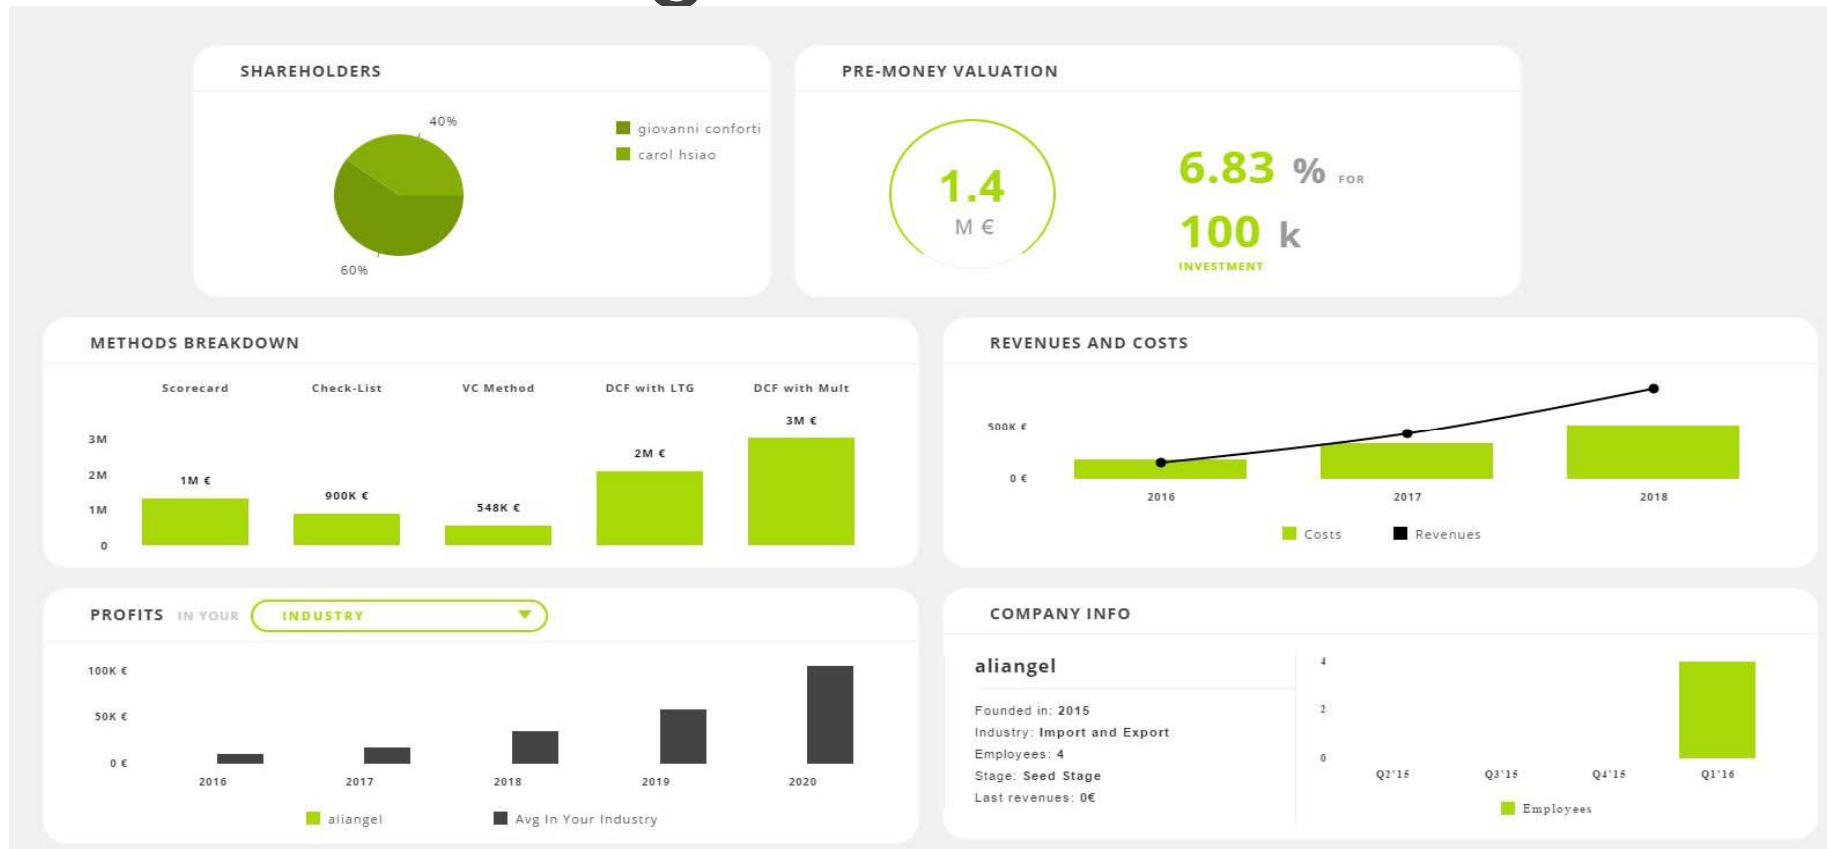 SHAREHOLDERS
40%
60%
giovanni conforti
carol hsiao
PRE-MONEY VALUATION
1.4
M €
6.83 % FOR
100 k
INVESTMENT
METHODS BREAKDOWN
Scorecard Check-List VC Method DCF with LTG DCF with Mult
3M €
3M
2M €
2M
1M €
900K €
548K €
1M
0
REVENUES AND COSTS
500K €
0 €
2016 2017 2018
Costs Revenues
PROFITS IN YOUR INDUSTRY
100K €
50K €
0 €
2016 2017 2018 2019 2020
aliangel Avg In Your Industry
COMPANY INFO
aliangel
Founded in: 2015
Industry: Import and Export
Employees: 4
Stage: Seed Stage
Last revenues: 0€
4
2
0
Q2'15 Q3'15 Q4'15 Q1'16
Employees